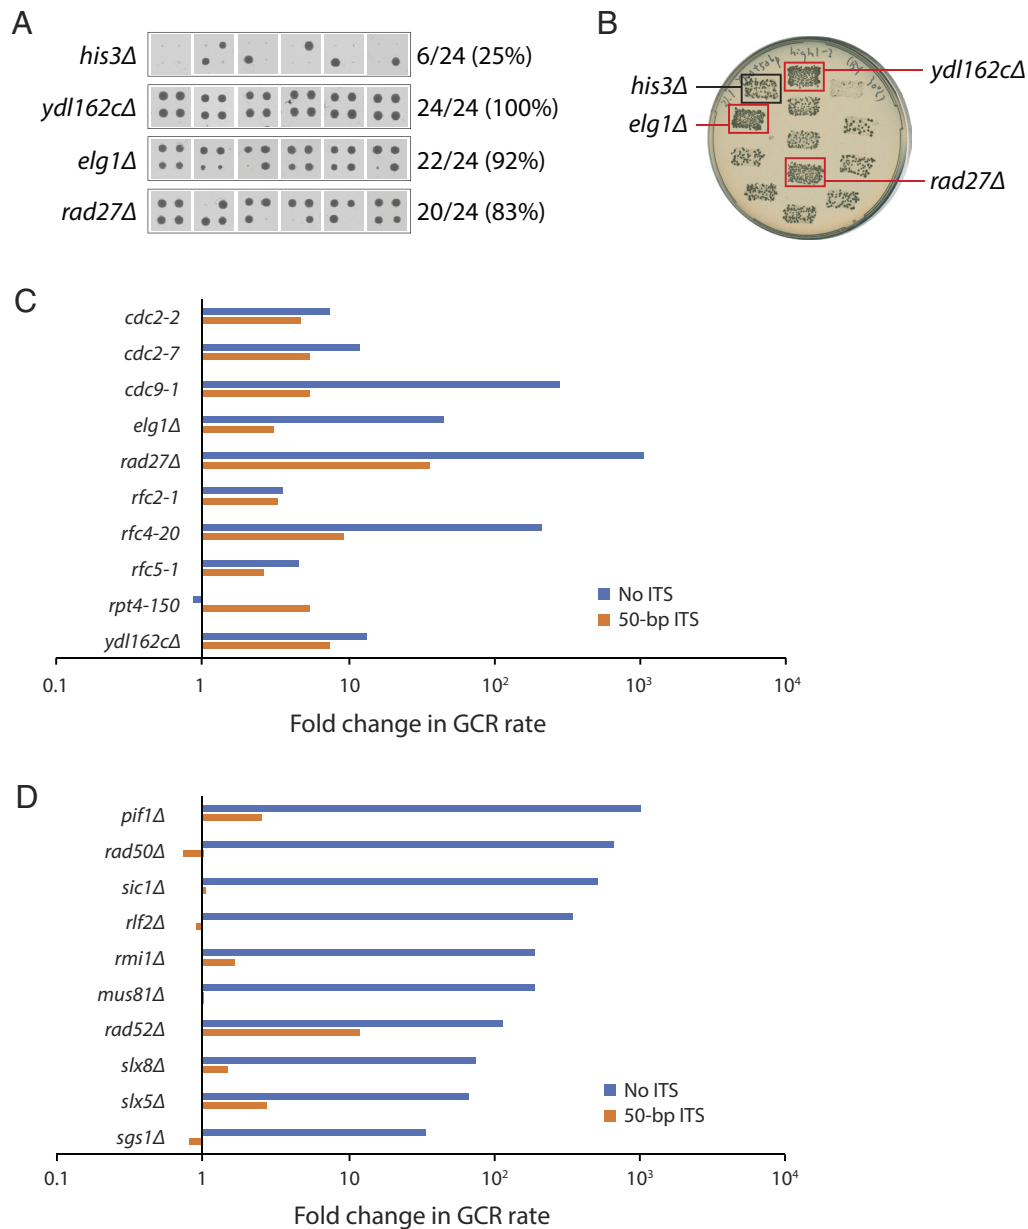 A
his3Δ 6/24 (25%)
ydl162cΔ 24/24 (100%)
elg1Δ 22/24 (92%)
rad27Δ 20/24 (83%)
B
high1-2
his3Δ
ydl162cΔ
elg1Δ
rad27Δ
C
cdc2-2
cdc2-7
cdc9-1
elg1Δ
rad27Δ
rfc2-1
rfc4-20
rfc5-1
rpt4-150
ydl162cΔ
No ITS
50-bp ITS
0.1 1 10 10² 10³ 10⁴
Fold change in GCR rate
D
pif1Δ
rad50Δ
sic1Δ
rlf2Δ
rmi1Δ
mus81Δ
rad52Δ
slx8Δ
slx5Δ
sgs1Δ
No ITS
50-bp ITS
0.1 1 10 10² 10³ 10⁴
Fold change in GCR rate